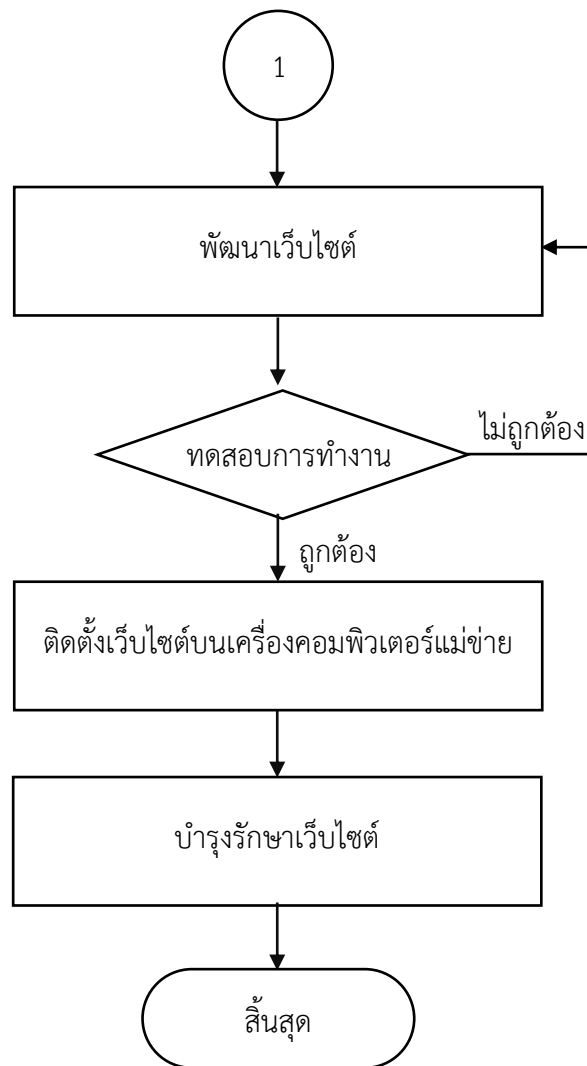 1
พัฒนาเว็บไซต์
ทดสอบการทำงาน
ไม่ถูกต้อง
ถูกต้อง
ติดตั้งเว็บไซต์บนเครื่องคอมพิวเตอร์แม่ข่าย
บำรุงรักษาเว็บไซต์
สิ้นสุด